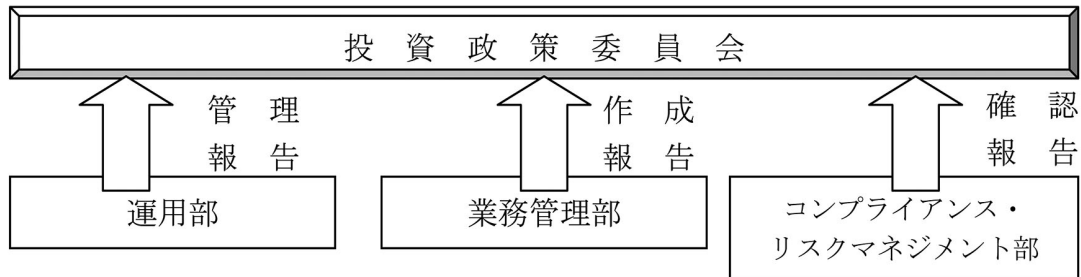 投資政策委員会
管理
報告
作成
報告
確認
報告
運用部
業務管理部
コンプライアンス・
リスクマネジメント部